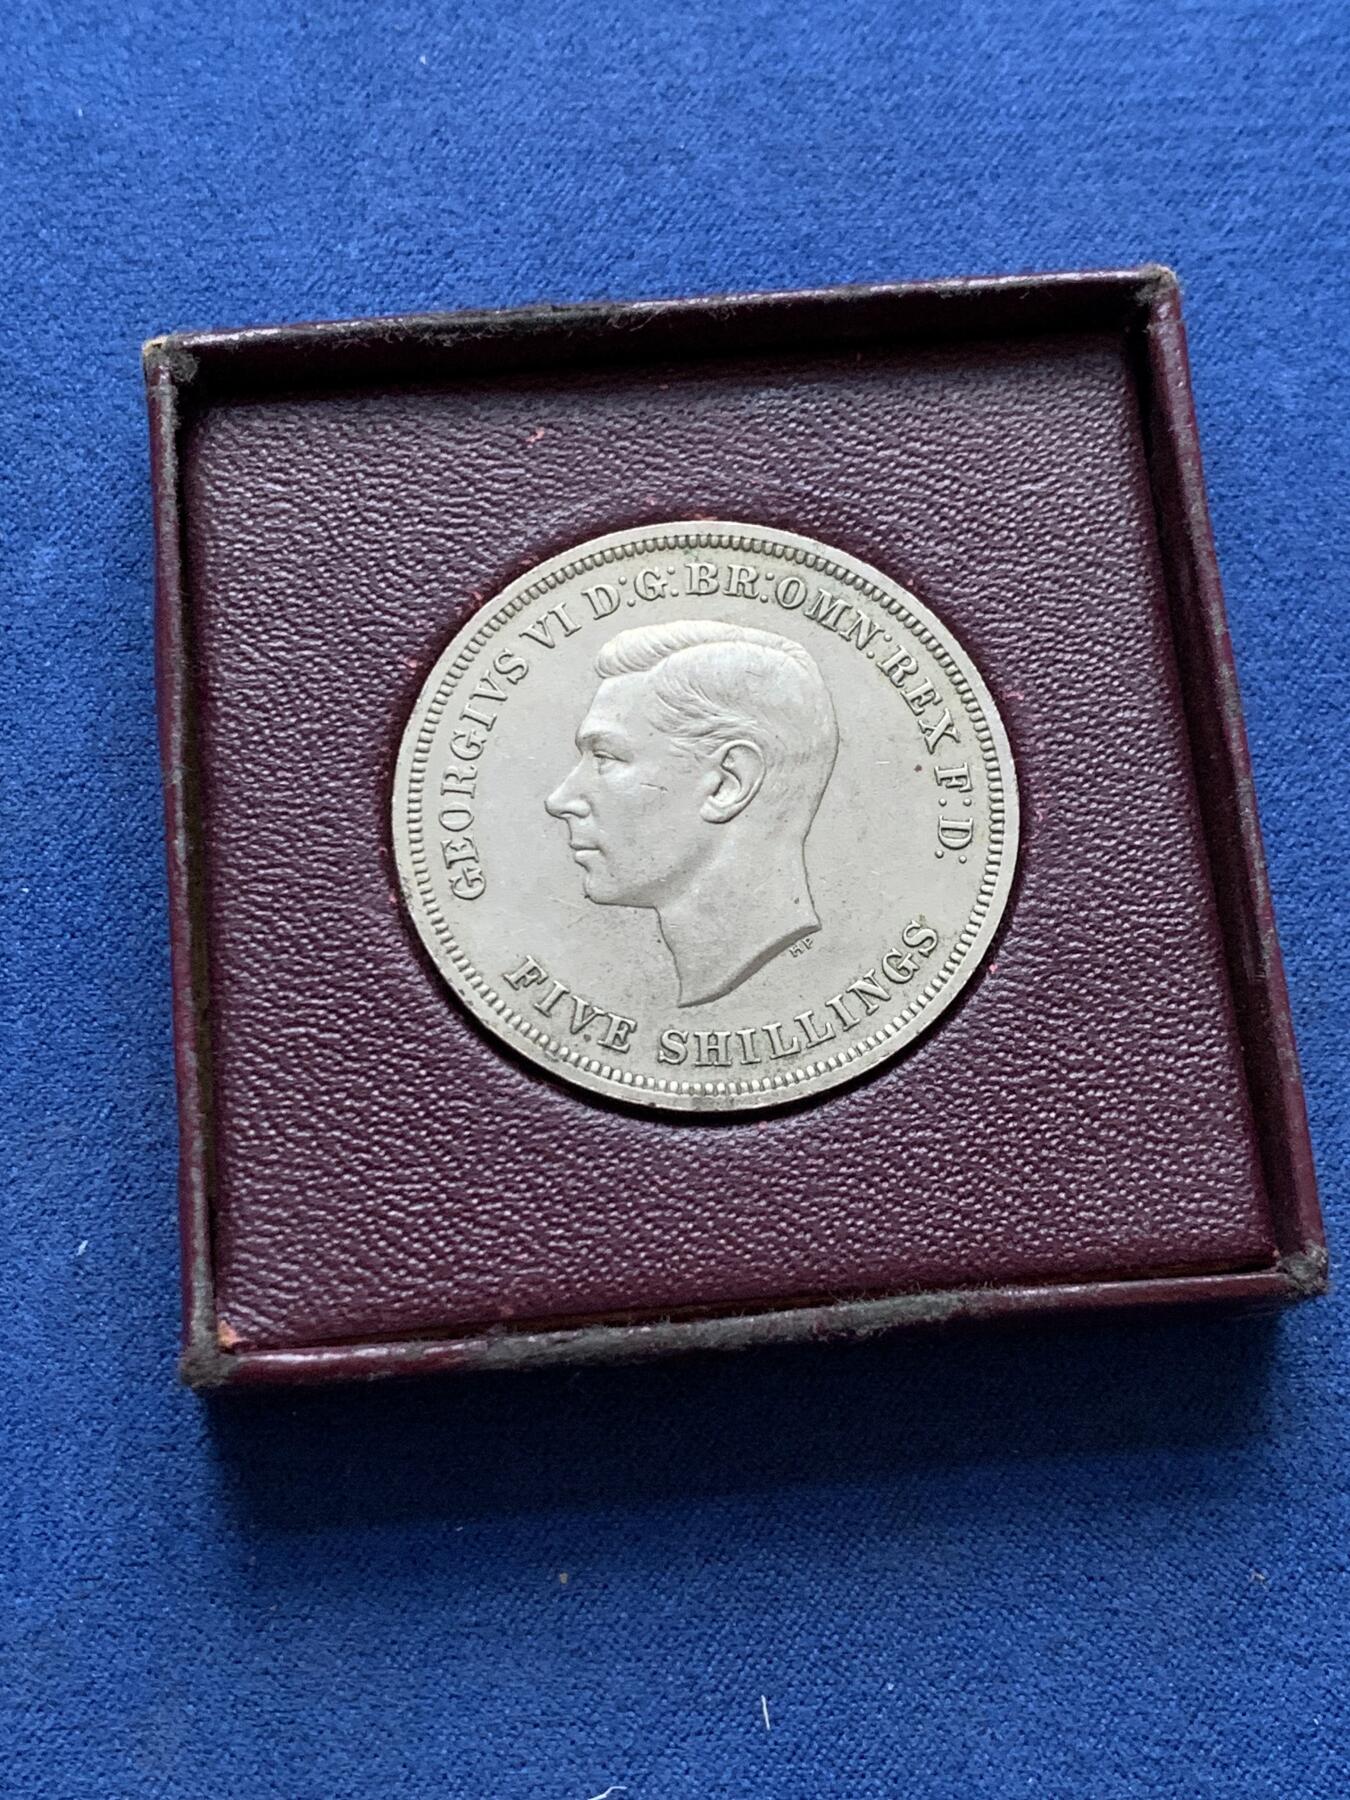 GEORGIVS VI D:G:BR:OMN:REX F:D:
HP
FIVE SHILLINGS